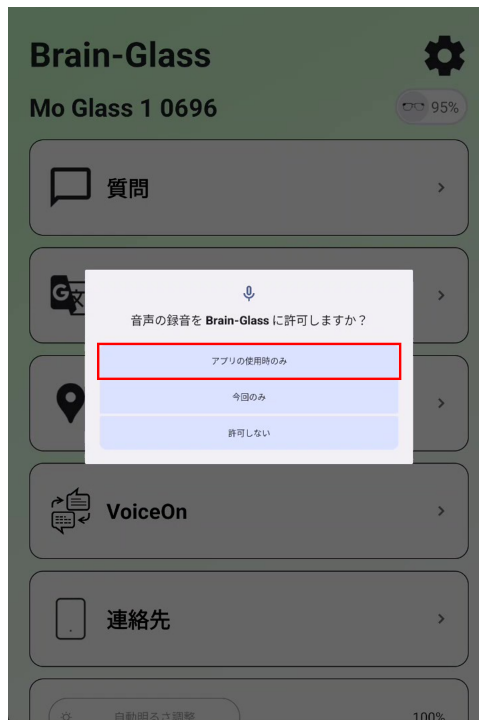 Brain-Glass
Mo Glass 1 0696
95%
質問
G文
音声の録音を Brain-Glass に許可しますか？
アプリの使用時のみ
今回のみ
許可しない
VoiceOn
連絡先
自動明るさ調整
100%